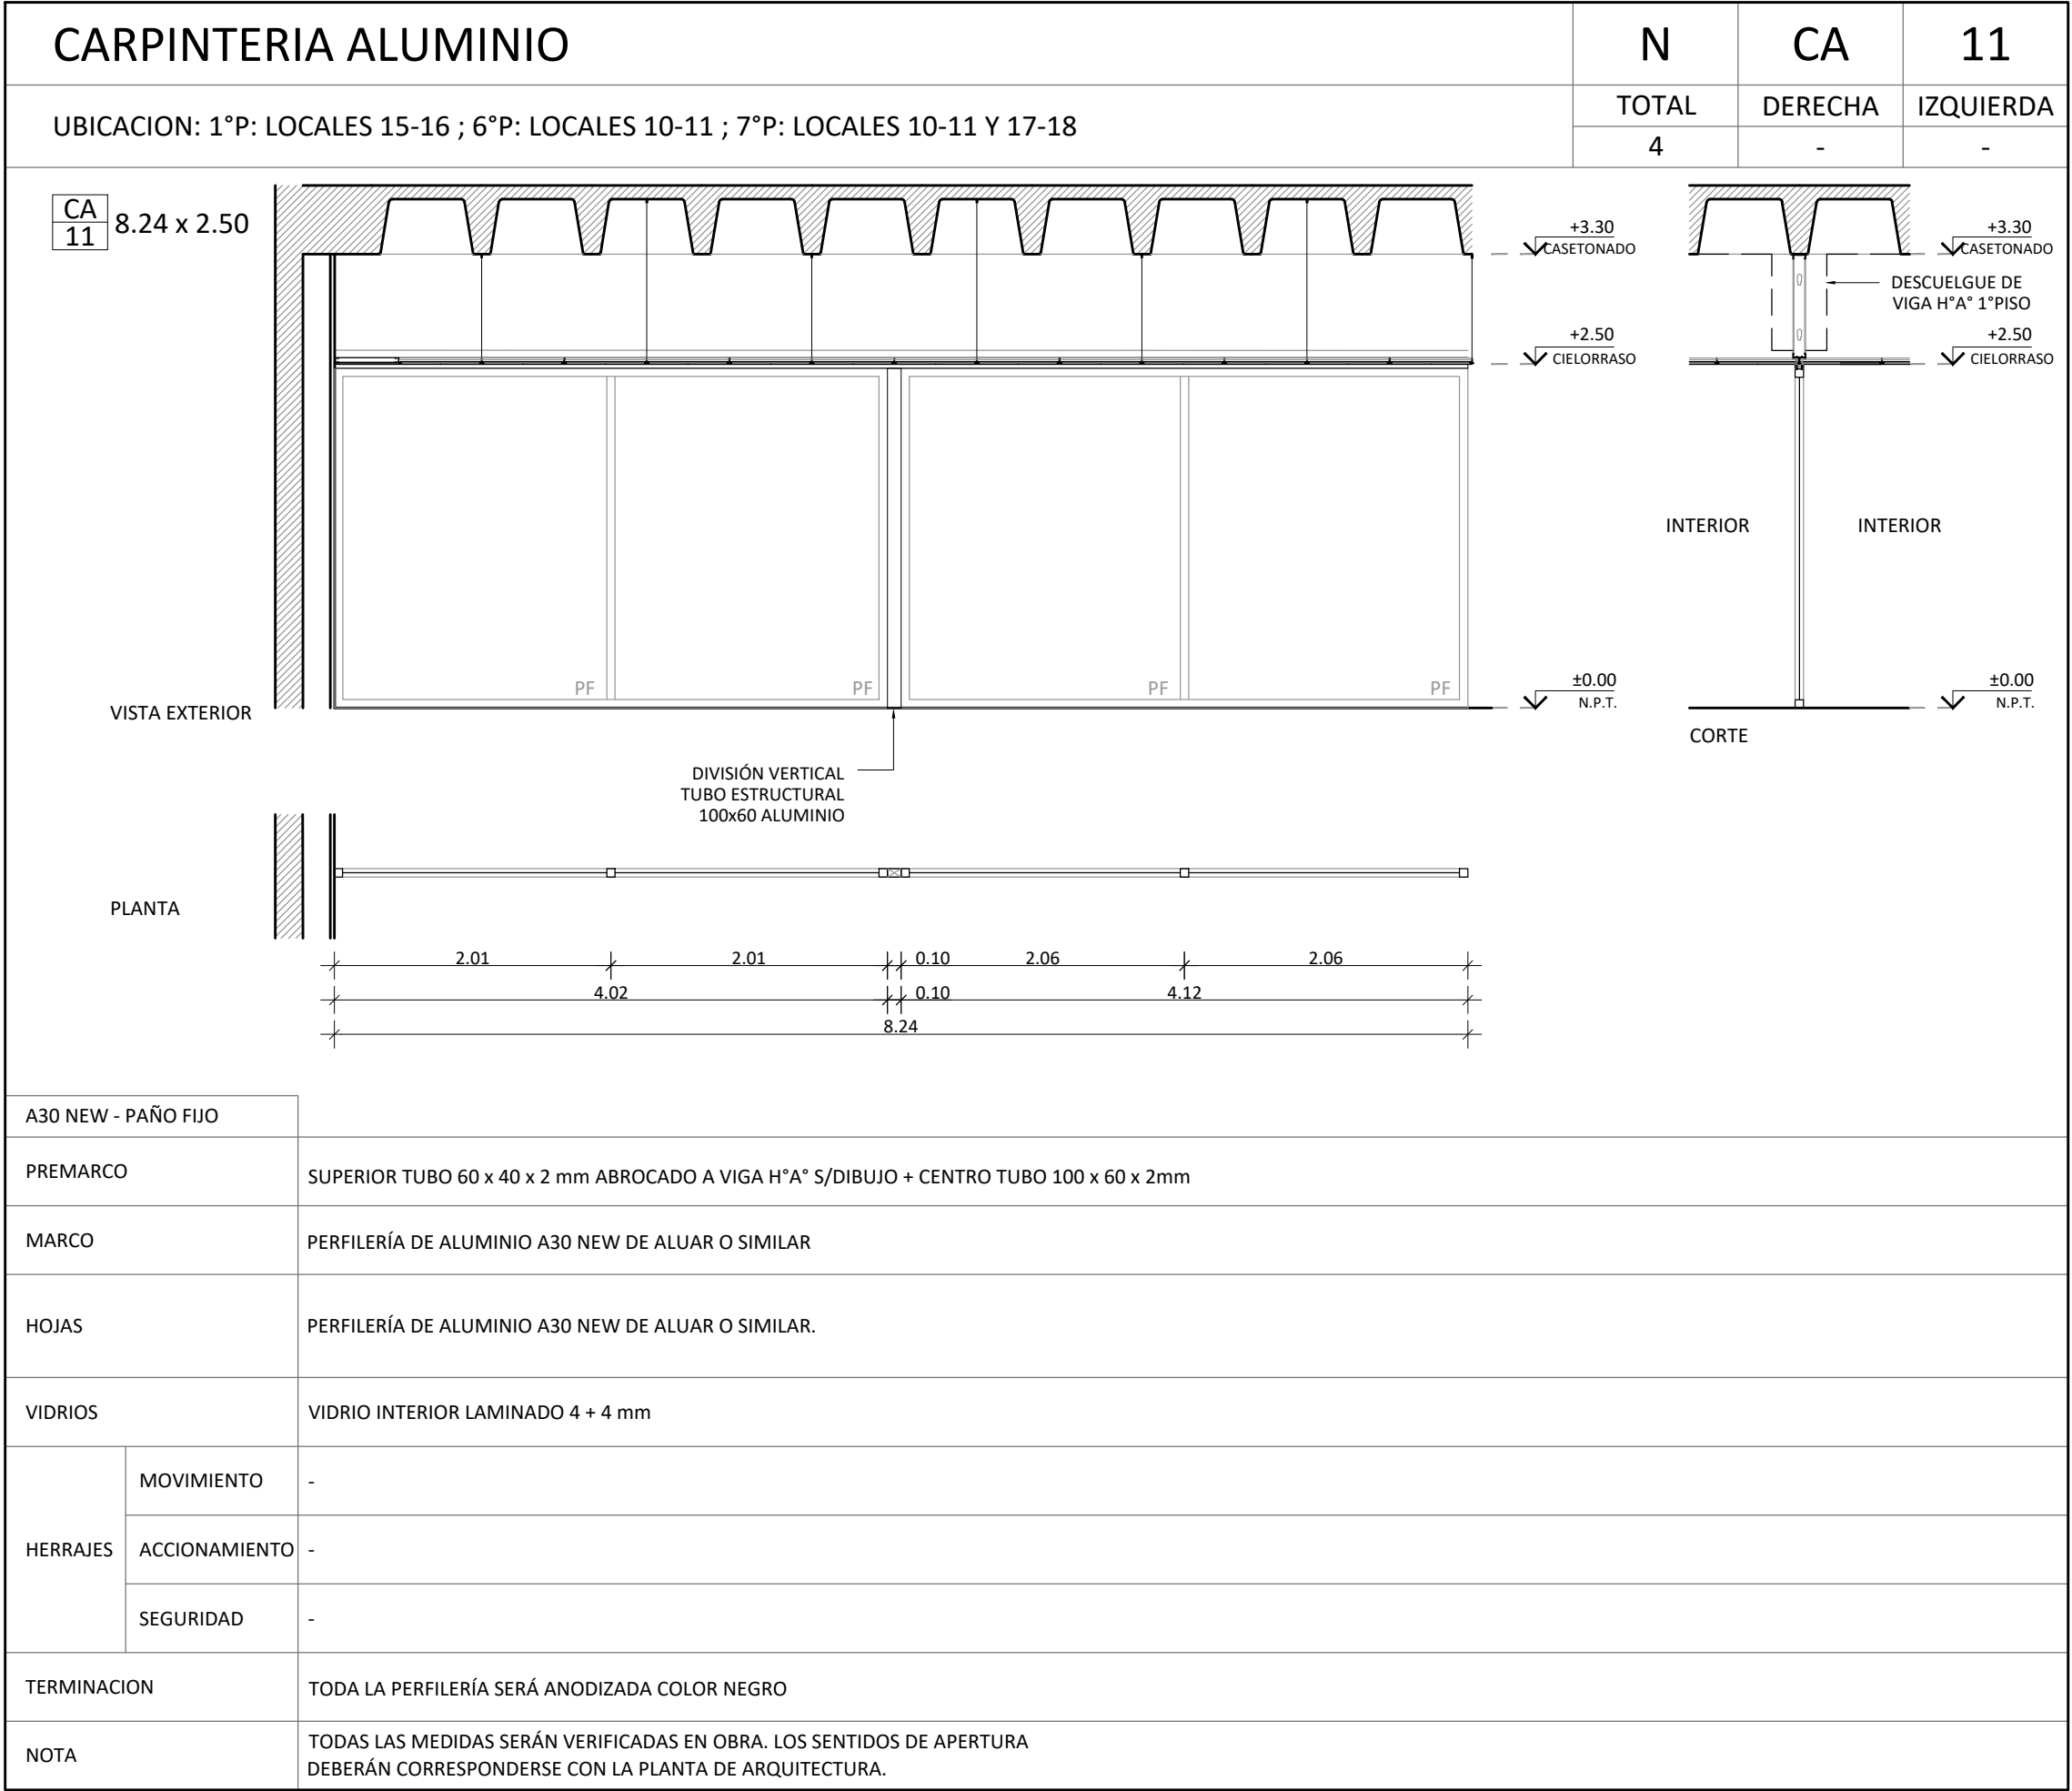 CARPINTERIA ALUMINIO
N
CA
11
UBICACION: 1°P: LOCALES 15-16 ; 6°P: LOCALES 10-11 ; 7°P: LOCALES 10-11 Y 17-18
TOTAL
DERECHA
IZQUIERDA
4
-
-
CA
11
8.24 x 2.50
+3.30
CASETONADO
+2.50
CIELORRASO
±0.00
N.P.T.
PF
PF
PF
PF
VISTA EXTERIOR
DIVISIÓN VERTICAL
TUBO ESTRUCTURAL
100x60 ALUMINIO
+3.30
CASETONADO
DESCUELGUE DE
VIGA H°A° 1°PISO
+2.50
CIELORRASO
INTERIOR
INTERIOR
±0.00
N.P.T.
CORTE
PLANTA
2.01
2.01
0.10
2.06
2.06
4.02
0.10
4.12
8.24
A30 NEW - PAÑO FIJO
PREMARCO
SUPERIOR TUBO 60 x 40 x 2 mm ABROCADO A VIGA H°A° S/DIBUJO + CENTRO TUBO 100 x 60 x 2mm
MARCO
PERFILERÍA DE ALUMINIO A30 NEW DE ALUAR O SIMILAR
HOJAS
PERFILERÍA DE ALUMINIO A30 NEW DE ALUAR O SIMILAR.
VIDRIOS
VIDRIO INTERIOR LAMINADO 4 + 4 mm
HERRAJES
MOVIMIENTO
-
ACCIONAMIENTO
-
SEGURIDAD
-
TERMINACION
TODA LA PERFILERÍA SERÁ ANODIZADA COLOR NEGRO
NOTA
TODAS LAS MEDIDAS SERÁN VERIFICADAS EN OBRA. LOS SENTIDOS DE APERTURA
DEBERÁN CORRESPONDERSE CON LA PLANTA DE ARQUITECTURA.